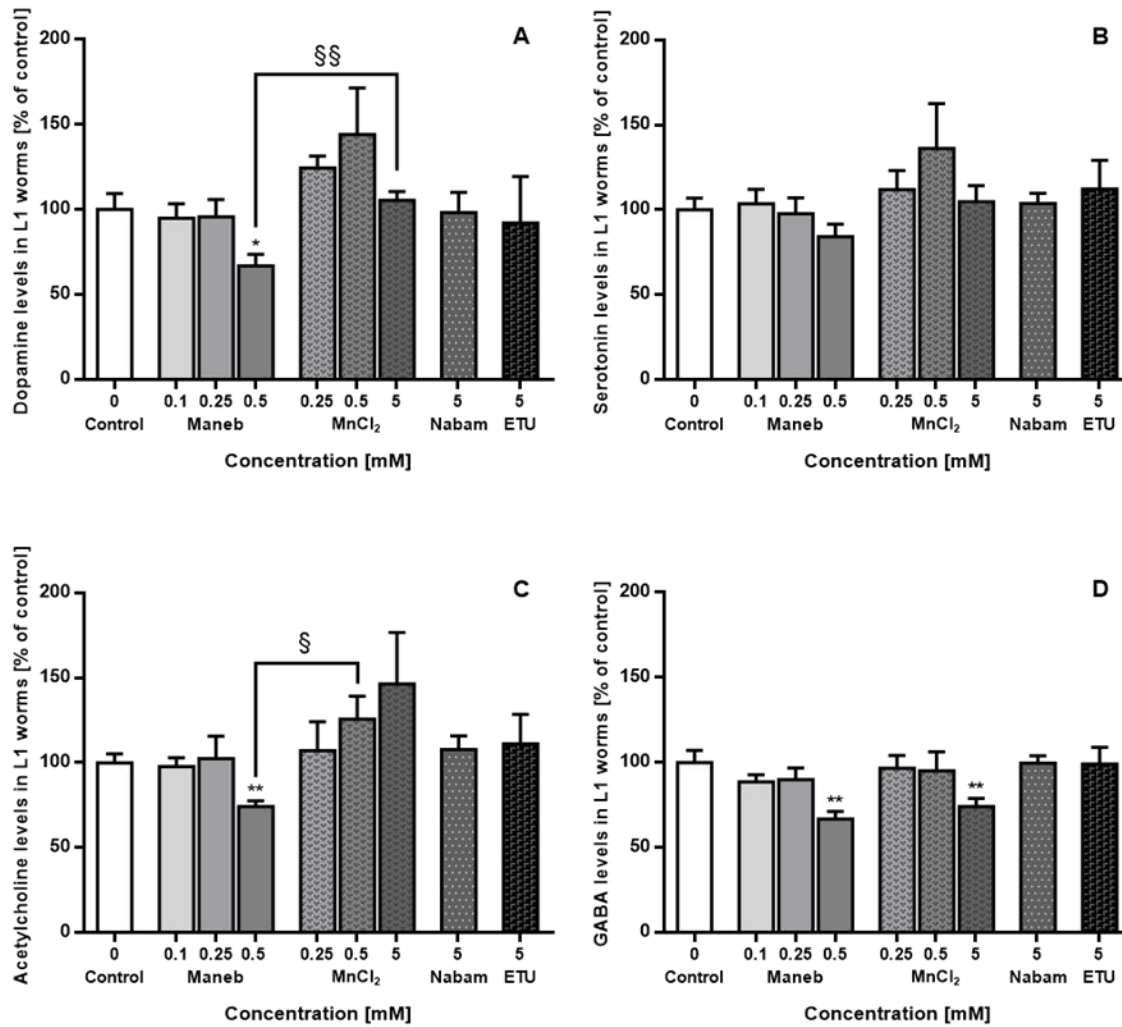 A
Dopamine levels in L1 worms [% of control]
200
150
100
50
0
§§
*
0 0.1 0.25 0.5 0.25 0.5 5 5 5
Control Maneb MnCl₂ Nabam ETU
Concentration [mM]
B
Serotonin levels in L1 worms [% of control]
200
150
100
50
0
0 0.1 0.25 0.5 0.25 0.5 5 5 5
Control Maneb MnCl₂ Nabam ETU
Concentration [mM]
C
Acetylcholine levels in L1 worms [% of control]
200
150
100
50
0
§
**
0 0.1 0.25 0.5 0.25 0.5 5 5 5
Control Maneb MnCl₂ Nabam ETU
Concentration [mM]
D
GABA levels in L1 worms [% of control]
200
150
100
50
0
** **
0 0.1 0.25 0.5 0.25 0.5 5 5 5
Control Maneb MnCl₂ Nabam ETU
Concentration [mM]